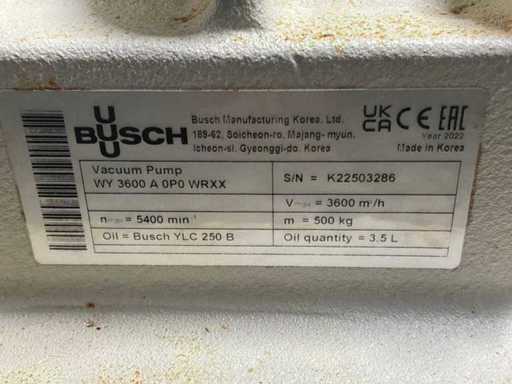 BUSCH
Busch Manufacturing Korea, Ltd.
189-62, Soicheon-ro, Majang-myun,
Icheon-si, Gyeonggi-do, Korea
UK CA CE EAC
Year 2022
Made in Korea
Vacuum Pump
WY 3600 A 0P0 WRXX
S/N = K22503286
V max = 3600 m³/h
n max = 5400 min⁻¹
m = 500 kg
Oil = Busch YLC 250 B
Oil quantity = 3.5 L